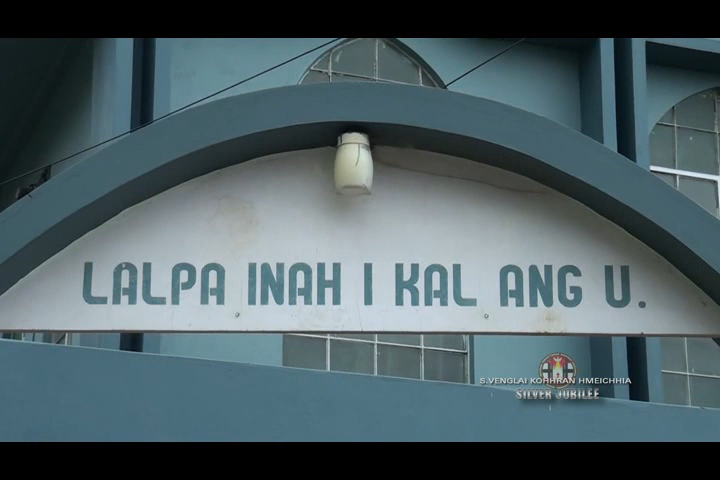 LALPA INAH I KAL ANG U.
S.VENGLAI KOHHRAN HMEICHHIA
SILVER JUBILEE